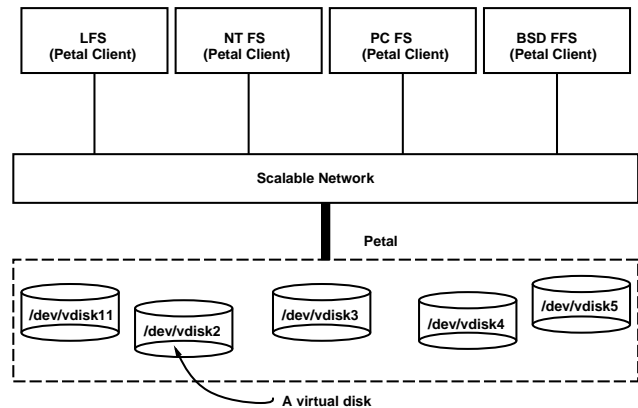 LFS
(Petal Client)
NT FS
(Petal Client)
PC FS
(Petal Client)
BSD FFS
(Petal Client)
Scalable Network
Petal
/dev/vdisk11
/dev/vdisk2
/dev/vdisk3
/dev/vdisk4
/dev/vdisk5
A virtual disk